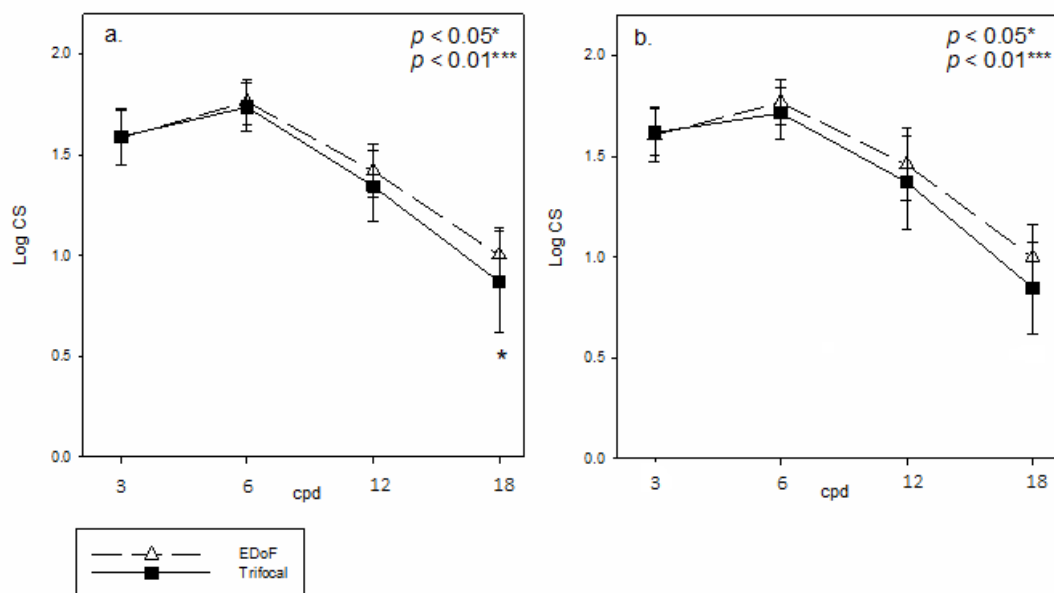 a.
p < 0.05*
p < 0.01***
2.0
1.5
1.0
1.5
0.0
Log CS
*
3 6 12 18
cpd
b.
p < 0.05*
p < 0.01***
2.0
1.5
1.0
0.5
0.0
Log CS
3 6 12 18
cpd
EDoF
Trifocal